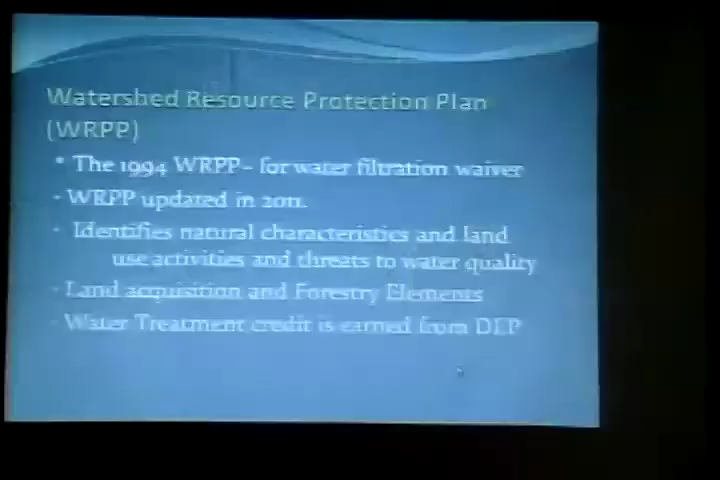 Watershed Resource Protection Plan
(WRPP)
* The 1994 WRPP- for water filtration waiver
- WRPP updated in 2011.
- Identifies natural characteristics and land
use activities and threats to water quality
- Land acquisition and Forestry Elements
- Water Treatment credit is earned from DEP